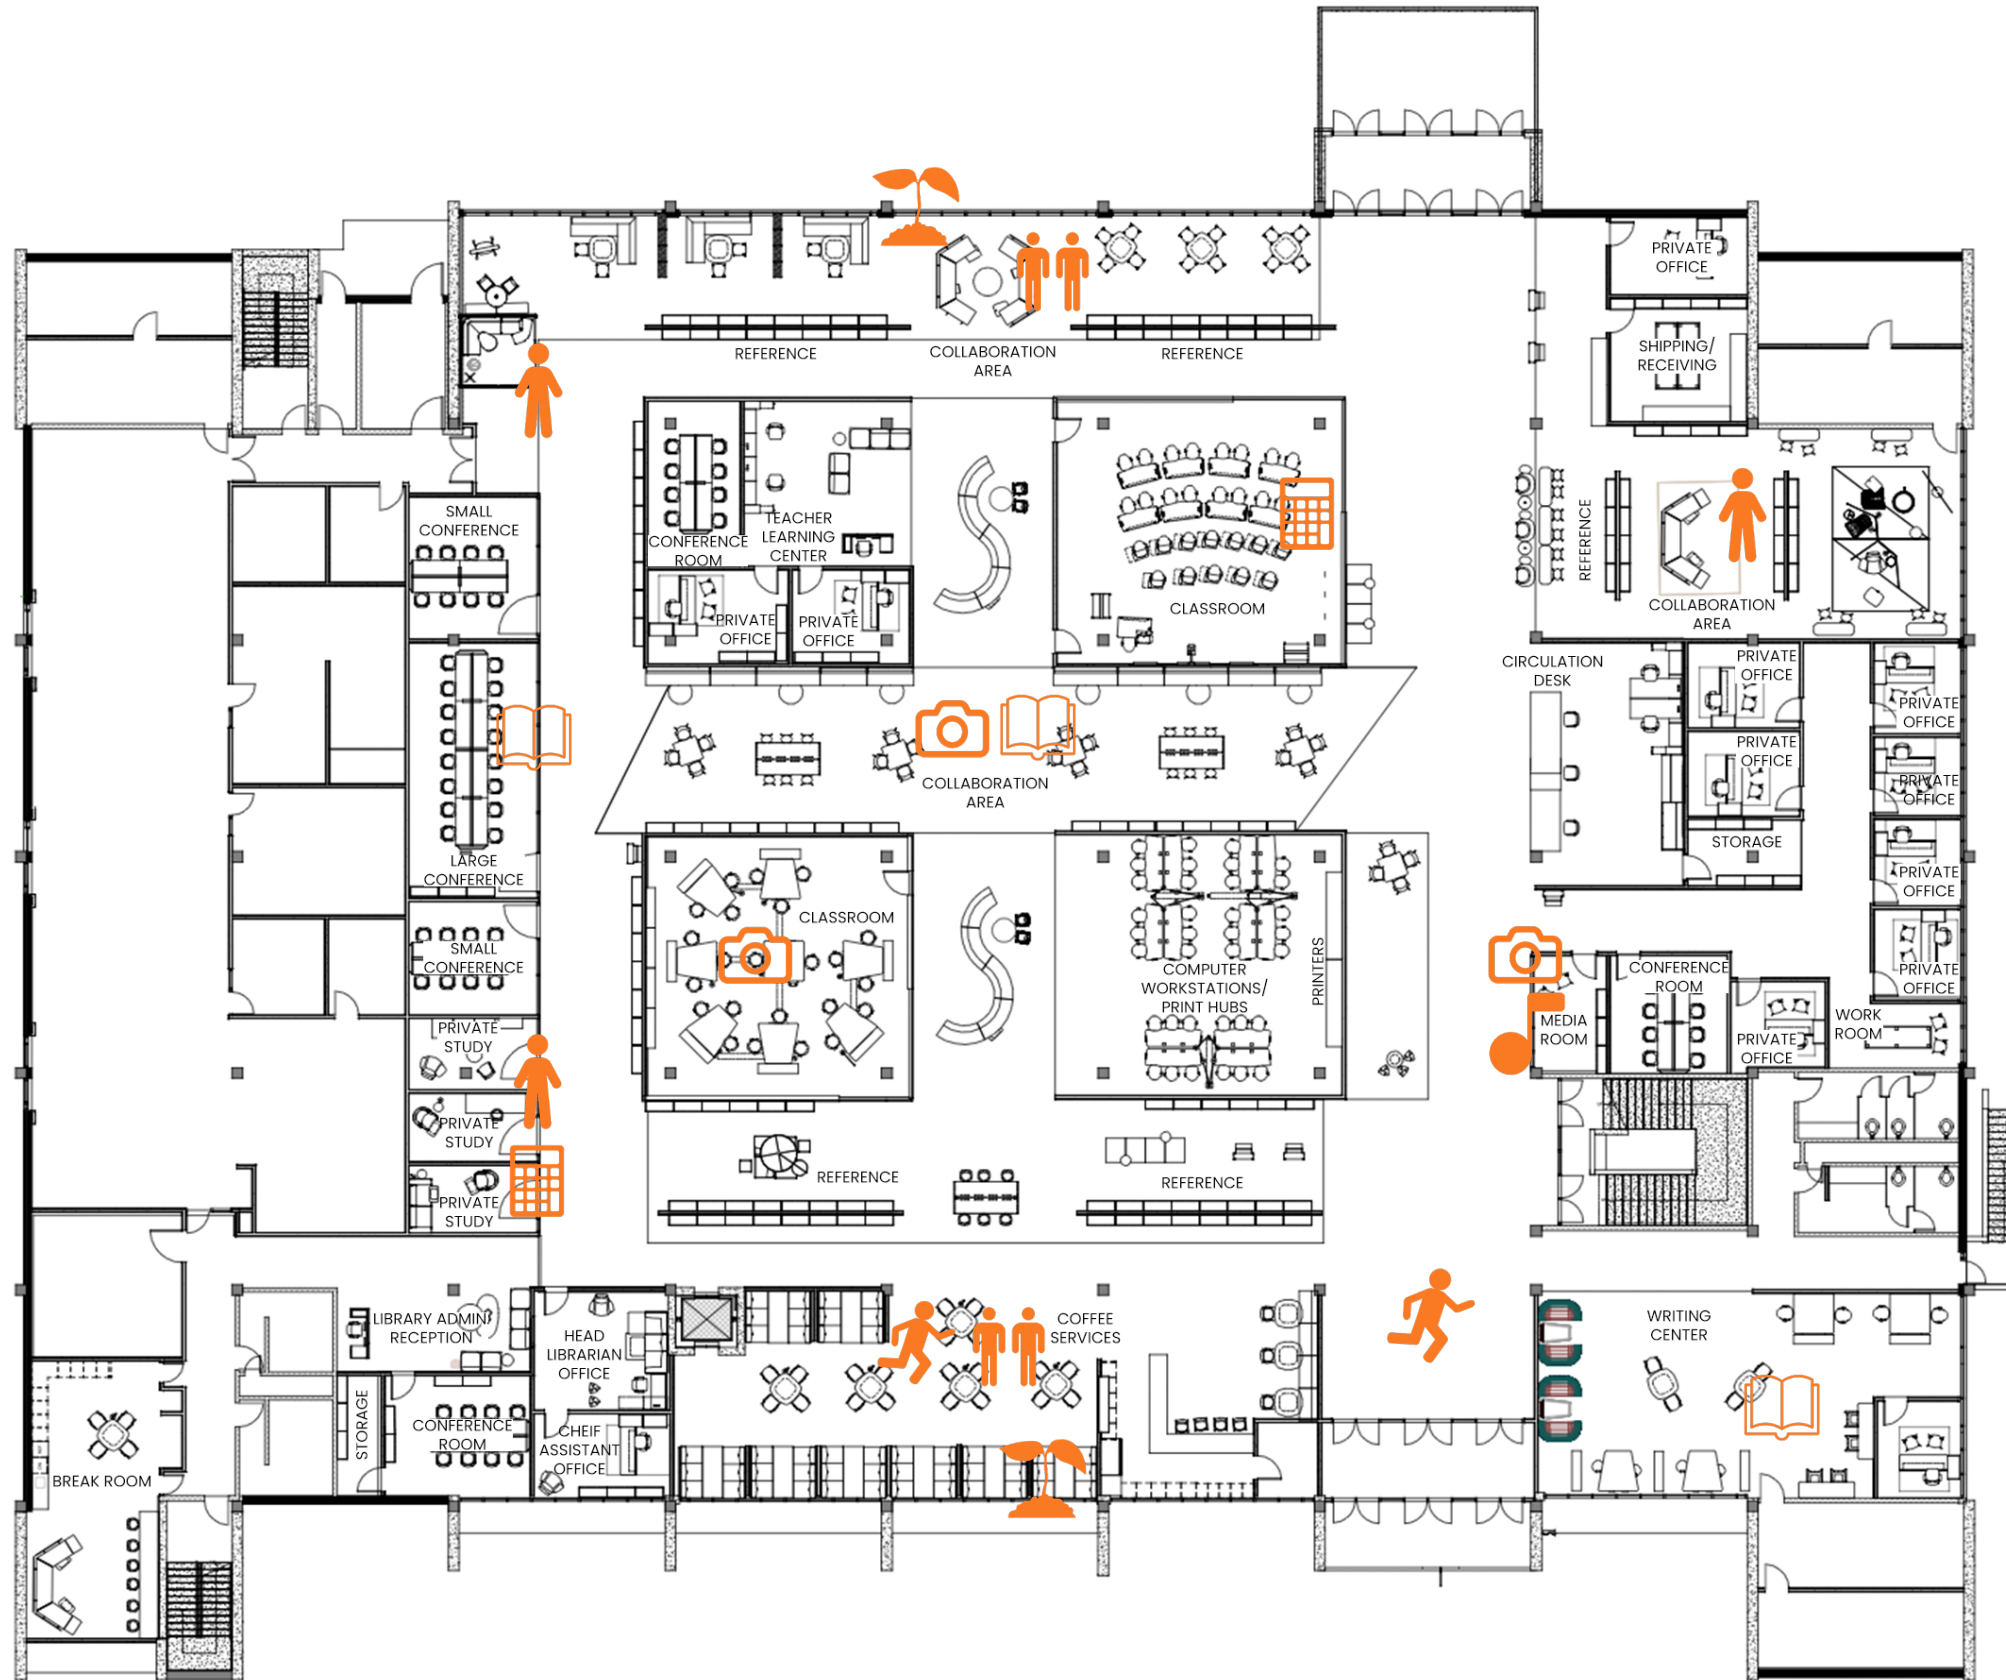 PRIVATE
OFFICE
SHIPPING/
RECEIVING
REFERENCE
COLLABORATION
AREA
REFERENCE
SMALL
CONFERENCE
CONFERENCE
ROOM
TEACHER
LEARNING
CENTER
PRIVATE
OFFICE
PRIVATE
OFFICE
CLASSROOM
REFERENCE
COLLABORATION
AREA
CIRCULATION
DESK
PRIVATE
OFFICE
PRIVATE
OFFICE
PRIVATE
OFFICE
PRIVATE
OFFICE
STORAGE
PRIVATE
OFFICE
PRIVATE
OFFICE
COLLABORATION
AREA
LARGE
CONFERENCE
SMALL
CONFERENCE
CLASSROOM
COMPUTER
WORKSTATIONS/
PRINT HUBS
PRINTERS
MEDIA
ROOM
CONFERENCE
ROOM
PRIVATE
OFFICE
WORK
ROOM
PRIVATE
STUDY
PRIVATE
STUDY
PRIVATE
STUDY
REFERENCE
REFERENCE
LIBRARY ADMIN/
RECEPTION
HEAD
LIBRARIAN
OFFICE
COFFEE
SERVICES
WRITING
CENTER
STORAGE
CONFERENCE
ROOM
CHEIF
ASSISTANT
OFFICE
BREAK ROOM